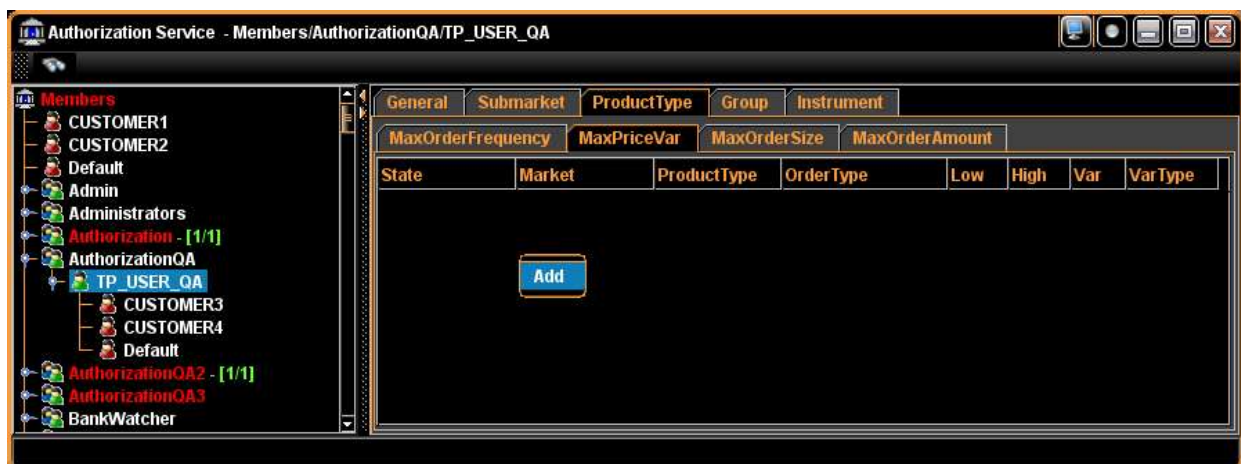 Authorization Service - Members/AuthorizationQA/TP_USER_QA
Members
CUSTOMER1
CUSTOMER2
Default
Admin
Administrators
Authorization - [1/1]
AuthorizationQA
TP_USER_QA
CUSTOMER3
CUSTOMER4
Default
AuthorizationQA2 - [1/1]
AuthorizationQA3
BankWatcher
General Submarket ProductType Group Instrument
MaxOrderFrequency MaxPriceVar MaxOrderSize MaxOrderAmount
State Market ProductType OrderType Low High Var VarType
Add